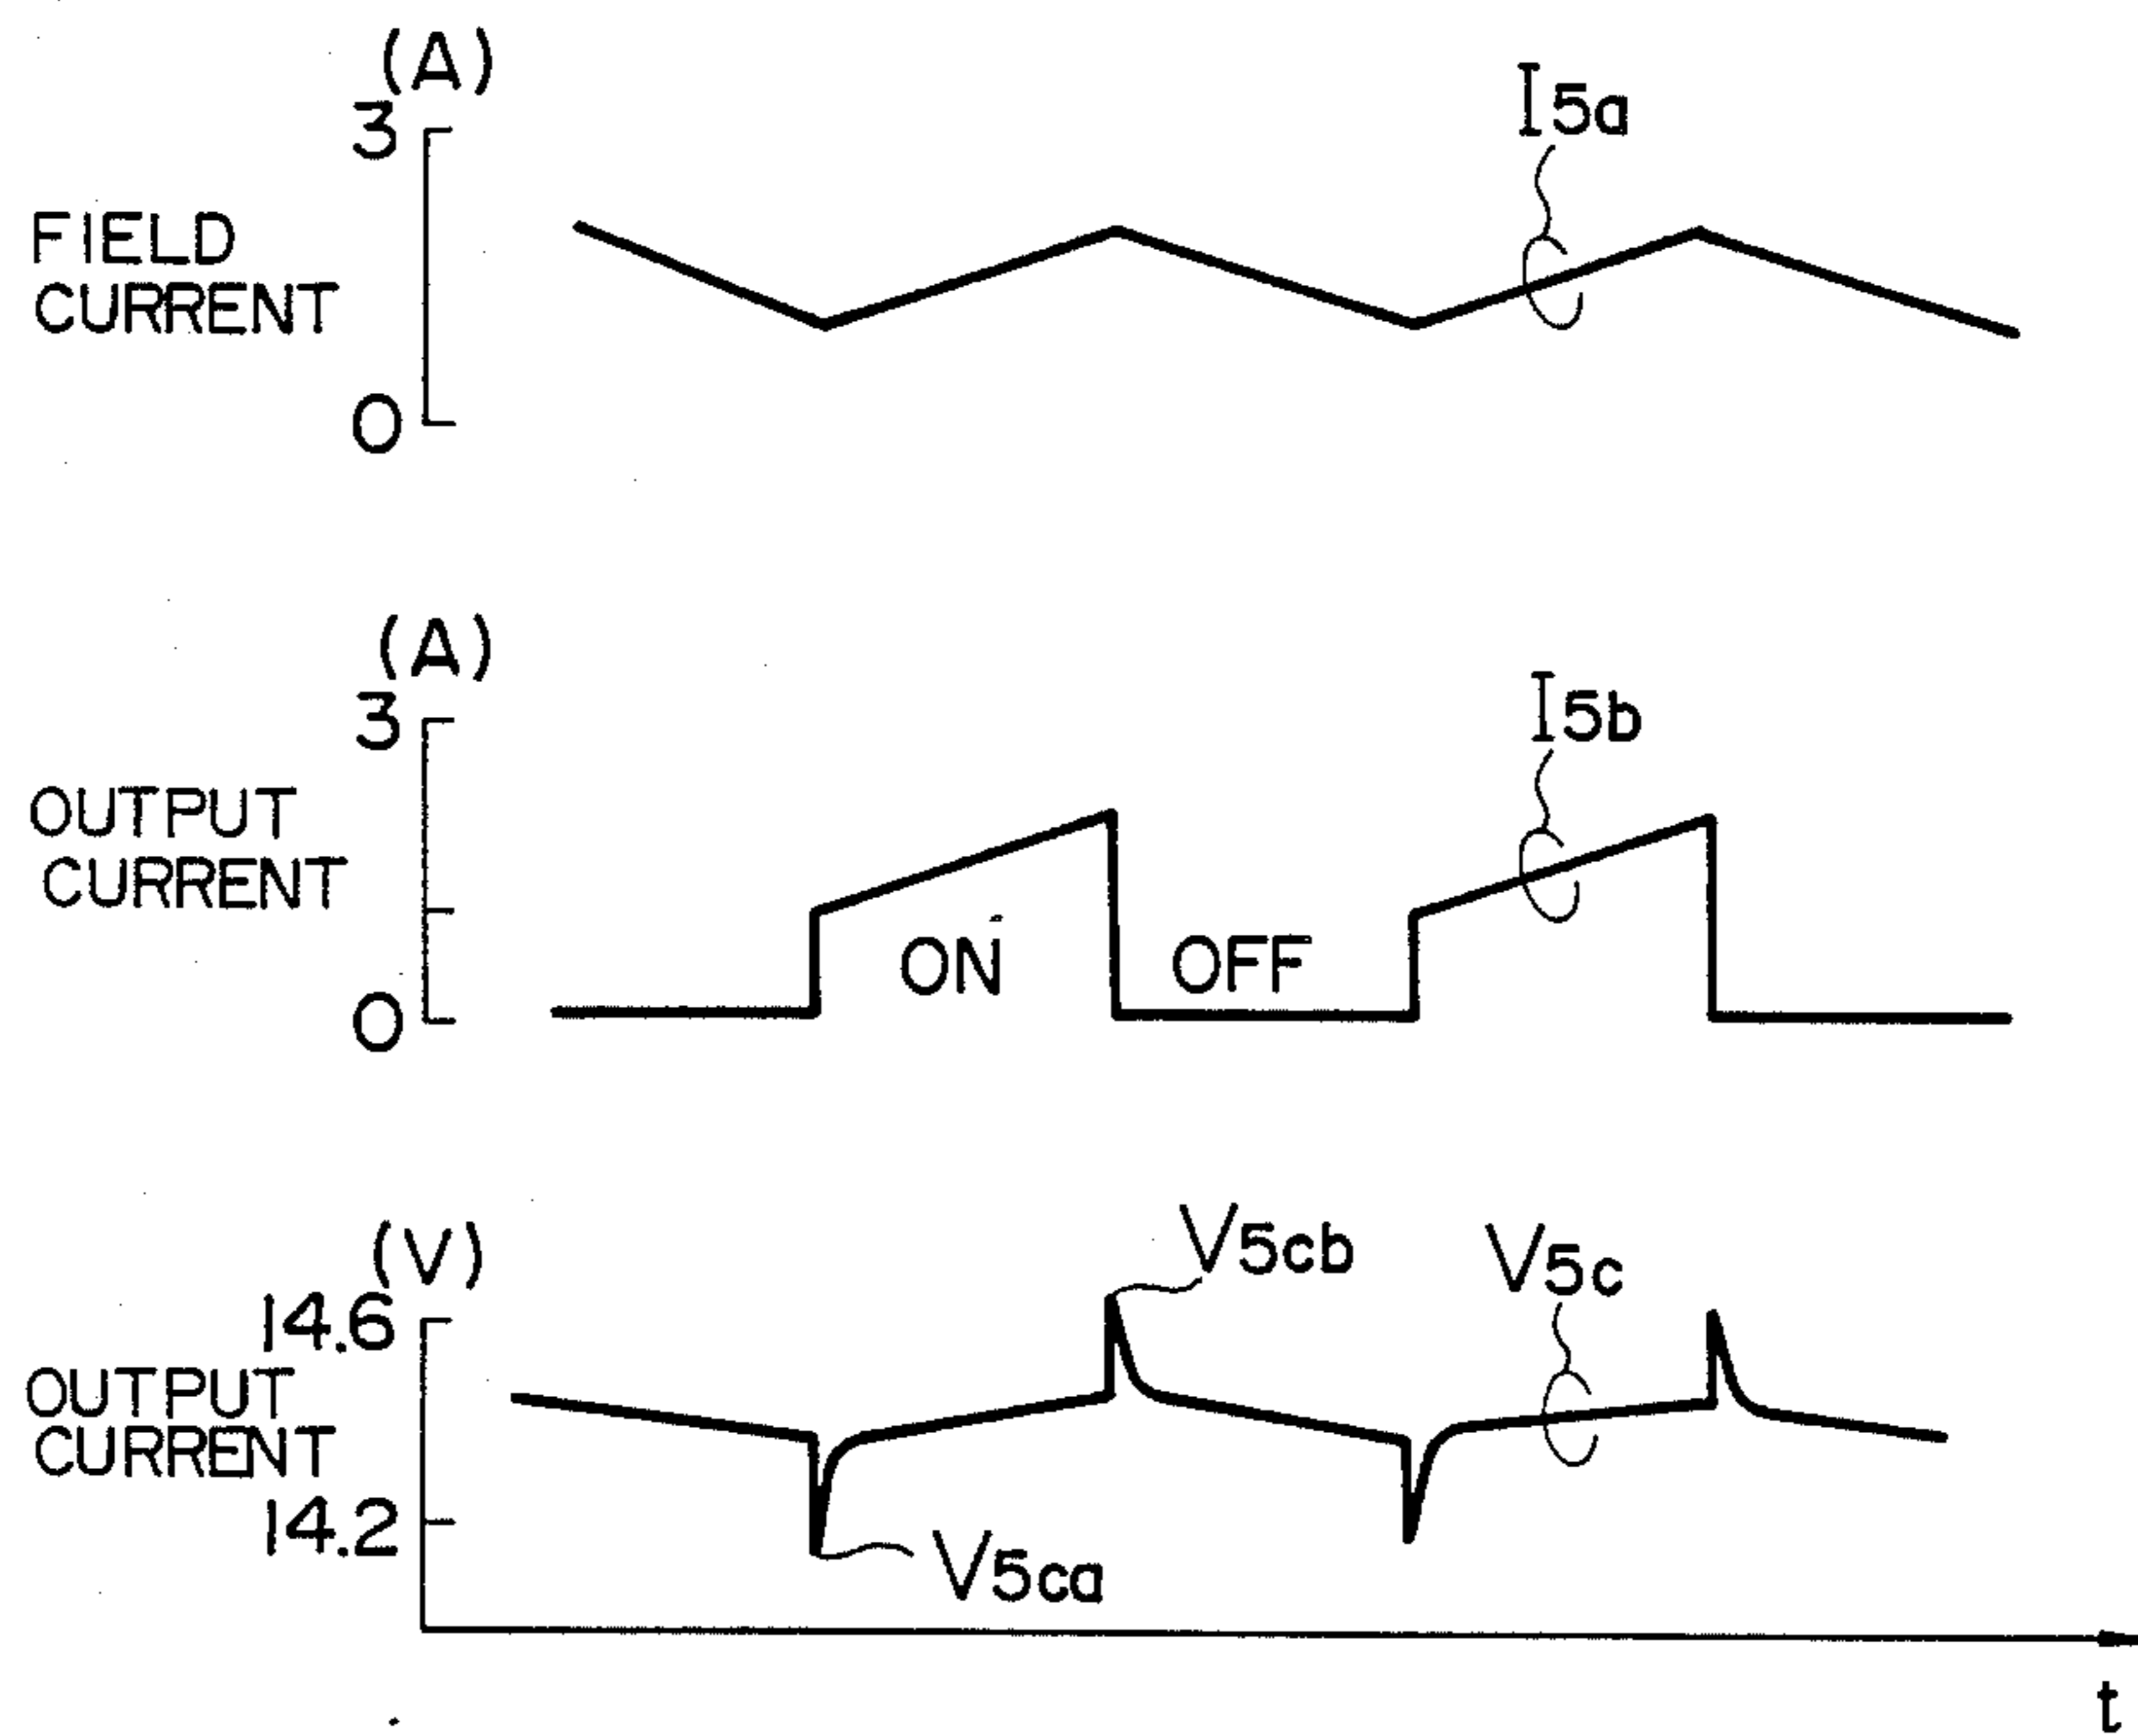 (A)
3
I5a
FIELD
CURRENT
0
(A)
3
I5b
OUTPUT
CURRENT
ON
OFF
0
(V)
V5cb
V5c
14.6
OUTPUT
CURRENT
14.2
V5ca
t